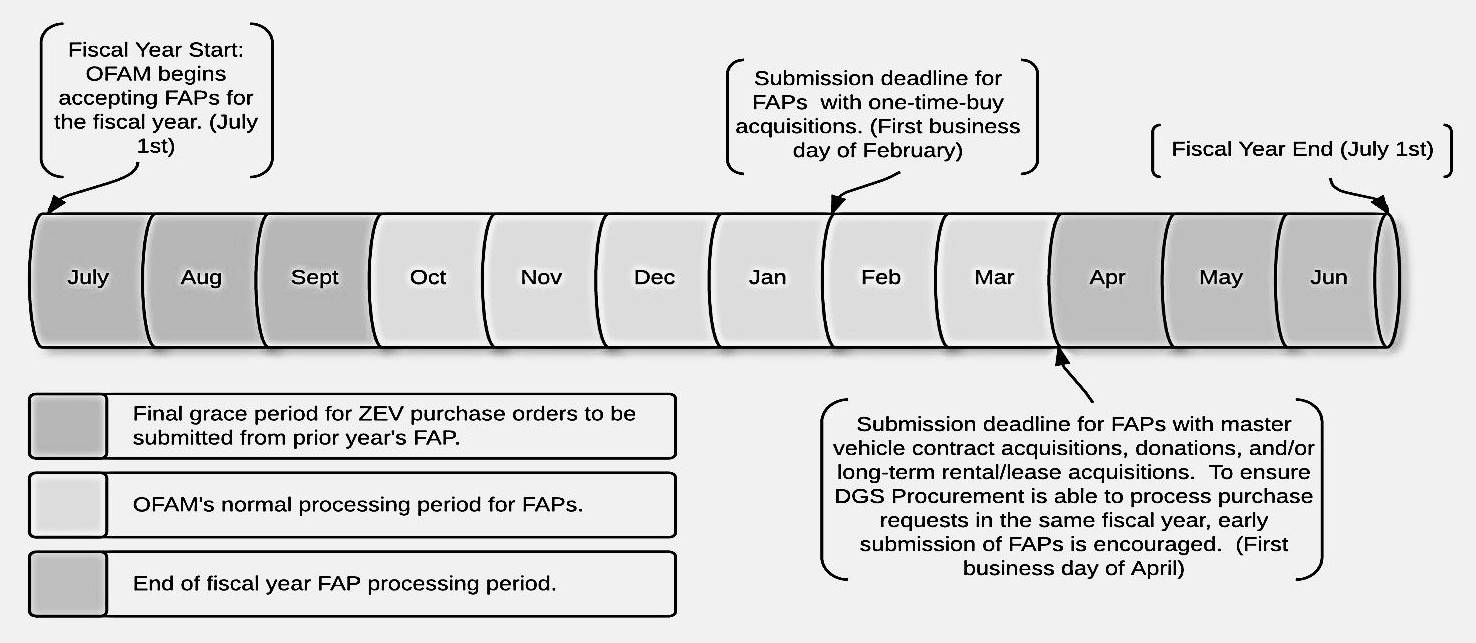 Fiscal Year Start:
OFAM begins
accepting FAPs for
the fiscal year. (July
1st)
Submission deadline for
FAPs  with one-time-buy
acquisitions. (First business
day of February)
Fiscal Year End (July 1st)
July
Aug
Sept
Oct
Nov
Dec
Jan
Feb
Mar
Apr
May
Jun
Final grace period for ZEV purchase orders to be
submitted from prior year's FAP.
OFAM's normal processing period for FAPs.
End of fiscal year FAP processing period.
Submission deadline for FAPs with master
vehicle contract acquisitions, donations, and/or
long-term rental/lease acquisitions.  To ensure
DGS Procurement is able to process purchase
requests in the same fiscal year, early
submission of FAPs is encouraged.  (First
business day of April)